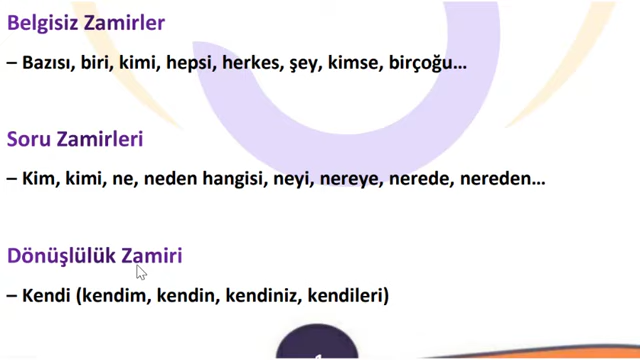 Belgisiz Zamirler
– Bazısı, biri, kimi, hepsi, herkes, şey, kimse, birçoğu...
Soru Zamirleri
– Kim, kimi, ne, neden hangisi, neyi, nereye, nerede, nereden...
Dönüşlülük Zamiri
– Kendi (kendim, kendin, kendiniz, kendileri)